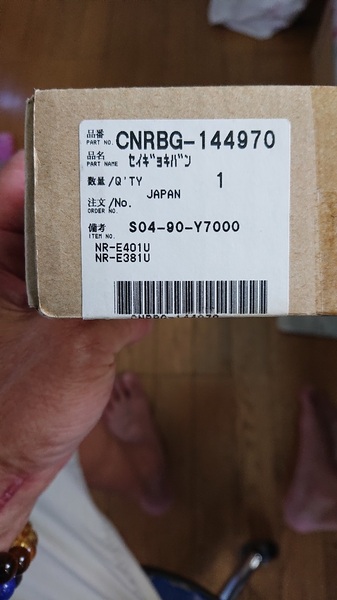 品番 PART NO. CNRBG-144970
品名 PART NAME セイギョキバン
数量/Q'TY 1
JAPAN
注文/No.
ORDER NO.
備考 ITEM NO. S04-90-Y7000
NR-E401U
NR-E381U
CNRBG-144970